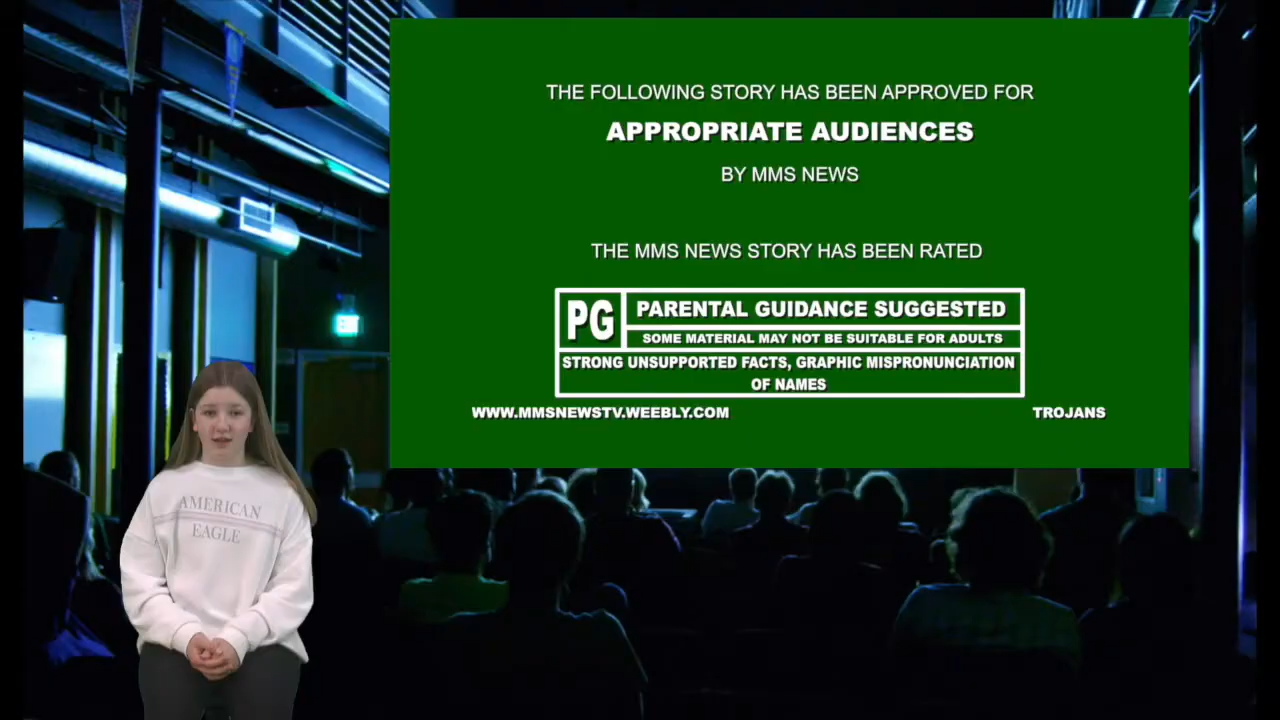 THE FOLLOWING STORY HAS BEEN APPROVED FOR
APPROPRIATE AUDIENCES
BY MMS NEWS
THE MMS NEWS STORY HAS BEEN RATED
PG
PARENTAL GUIDANCE SUGGESTED
SOME MATERIAL MAY NOT BE SUITABLE FOR ADULTS
STRONG UNSUPPORTED FACTS, GRAPHIC MISPRONUNCIATION
OF NAMES
WWW.MMSNEWSTV.WEEBLY.COM
TROJANS
AMERICAN
EAGLE
EXIT